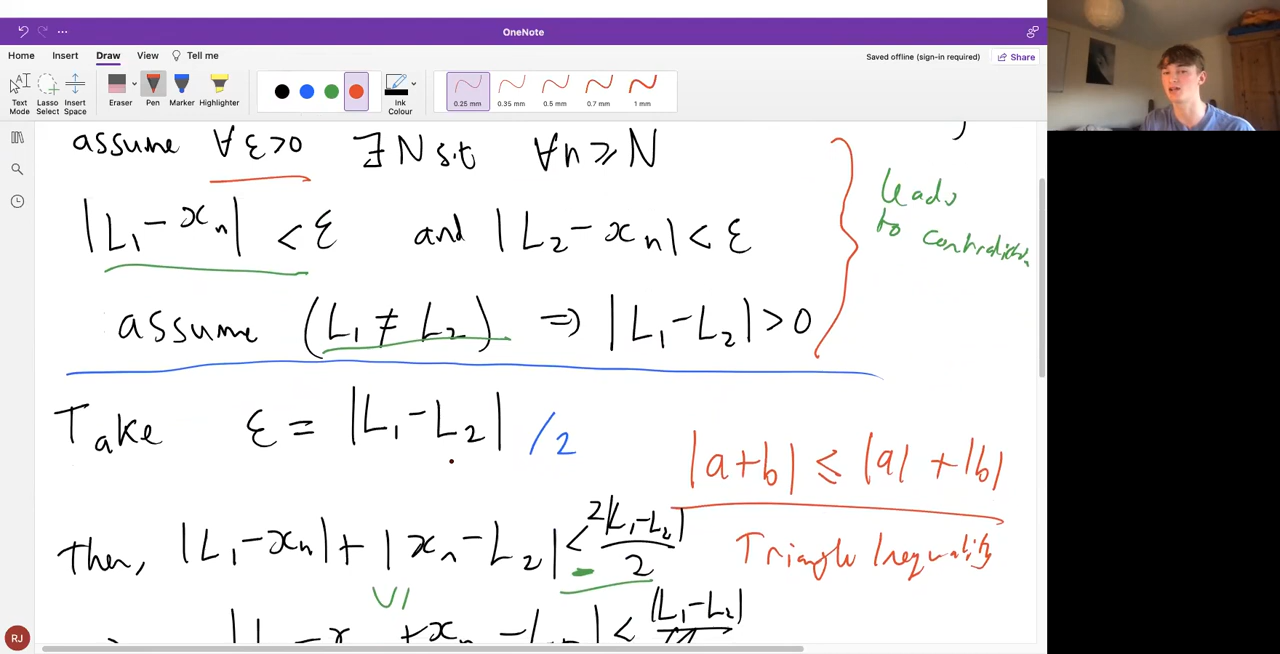 OneNote
Home Insert Draw View Tell me
Saved offline (sign-in required) Share
Text Mode Lasso Select Insert Space Eraser Pen Marker Highlighter Ink Colour
0.25 mm 0.35 mm 0.5 mm 0.7 mm 1 mm
assume ∀ ε>0 ∃ N s.t ∀n ≥ N
|L₁ - xₙ| < ε and |L₂ - xₙ| < ε
leads
to
assume (L₁ ≠ L₂) ⇒ |L₁ - L₂| > 0
Take ε = |L₁ - L₂| /2
|a+b| ≤ |a| + |b|
Triangle Inequality
then, |L₁ - xₙ| + |xₙ - L₂| < 2|L₁ - L₂| / 2
RJ